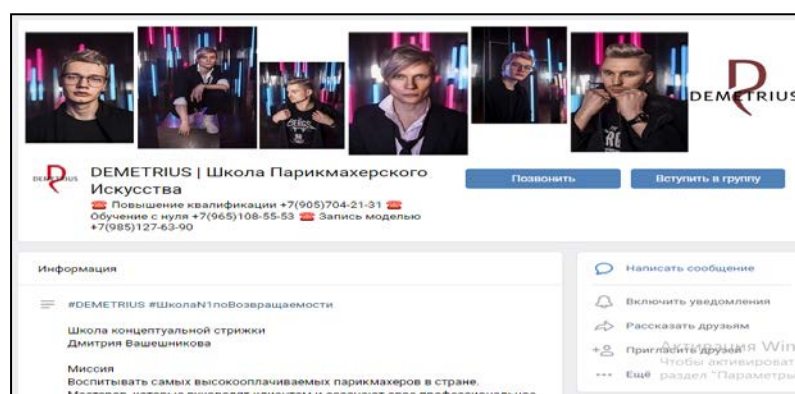 DEMETRIUS
DEMETRIUS
DEMETRIUS | Школа Парикмахерского
Искусства
☎ Повышение квалификации +7(905)704-21-31 ☎
Обучение с нуля +7(965)108-55-53 ☎ Запись моделью
+7(985)127-63-90
Позвонить
Вступить в группу
Информация
#DEMETRIUS #ШколаN1поВозвращаемости
Школа концептуальной стрижки
Дмитрия Вашешникова
Миссия
Воспитывать самых высокооплачиваемых парикмахеров в стране.
Написать сообщение
Включить уведомления
Рассказать друзьям
Пригласить друзей
Ещё
Активация Win
Чтобы активироват
раздел "Параметры